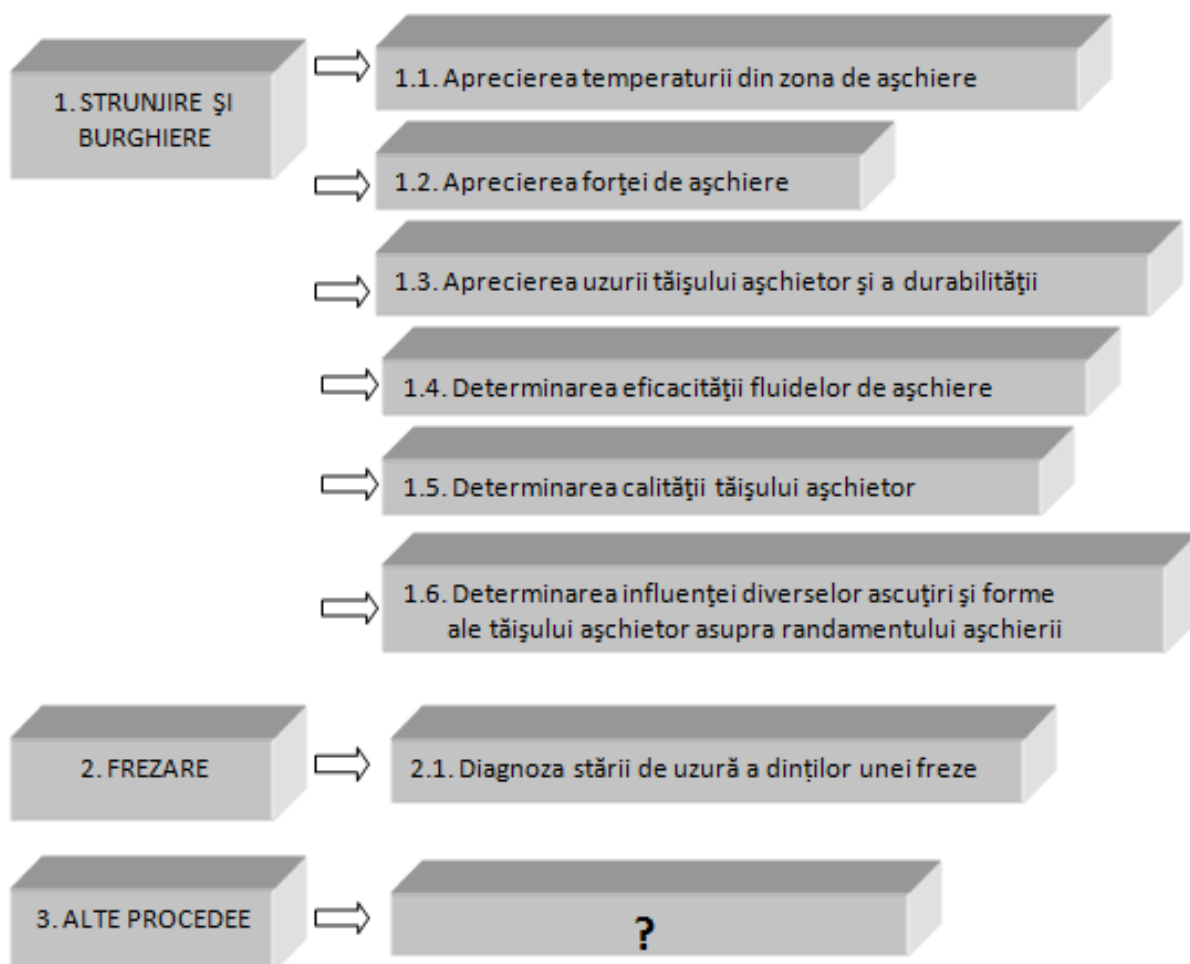 1. STRUNJIRE ŞI
BURGHIERE
1.1. Aprecierea temperaturii din zona de aşchiere
1.2. Aprecierea forţei de aşchiere
1.3. Aprecierea uzurii tăişului aşchietor şi a durabilităţii
1.4. Determinarea eficacităţii fluidelor de aşchiere
1.5. Determinarea calităţii tăişului aşchietor
1.6. Determinarea influenţei diverselor ascuţiri şi forme
ale tăişului aşchietor asupra randamentului aşchierii
2. FREZARE
2.1. Diagnoza stării de uzură a dinților unei freze
3. ALTE PROCEDEE
?